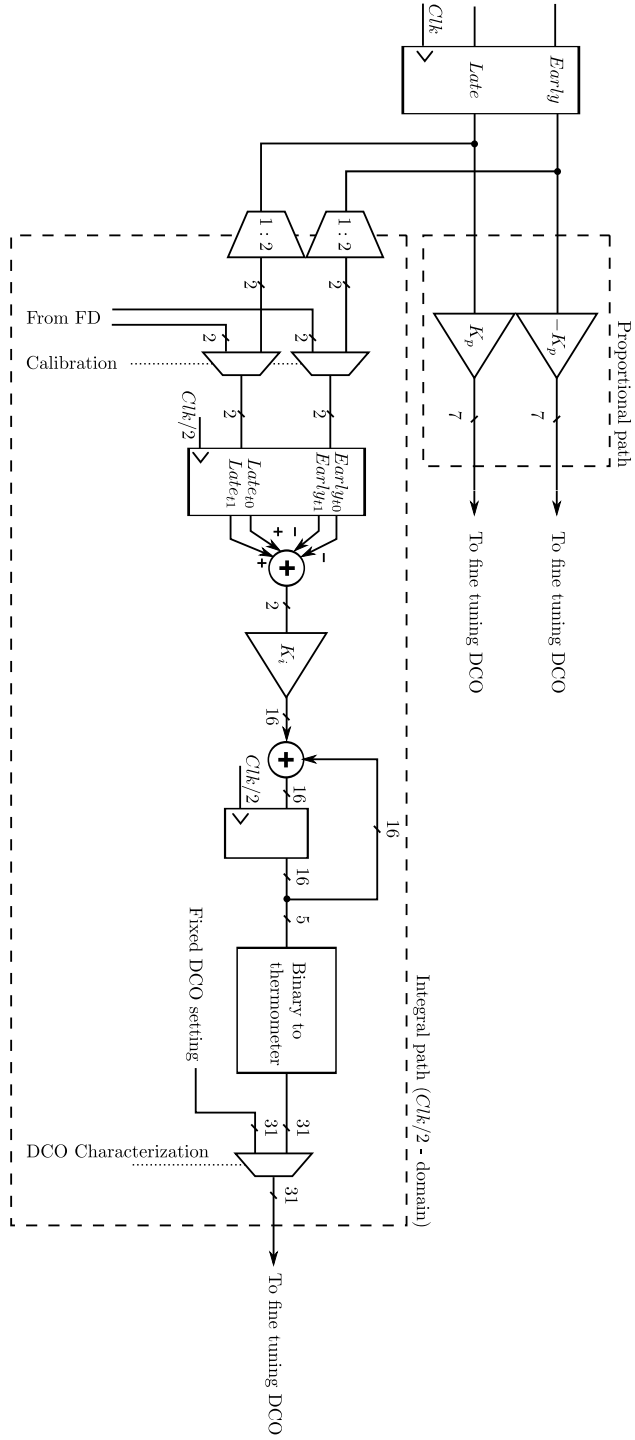 Clk
Late
Early
Proportional path
1 : 2
1 : 2
−Kp
Kp
7
7
To fine tuning DCO
To fine tuning DCO
2
2
From FD
2
2
Calibration
2
2
Clk/2
Early_t0
Early_t1
Late_t0
Late_t1
−
−
+
+
+
2
Ki
16
+
16
Clk/2
16
16
5
Binary to
thermometer
Fixed DCO setting
31
31
DCO Characterization
31
Integral path (Clk/2 - domain)
To fine tuning DCO